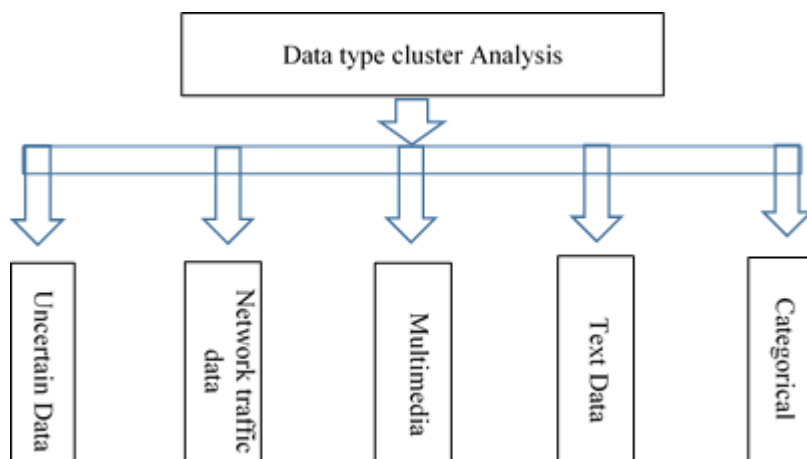 Data type cluster Analysis
Uncertain Data
Network traffic
data
Multimedia
Text Data
Categorical